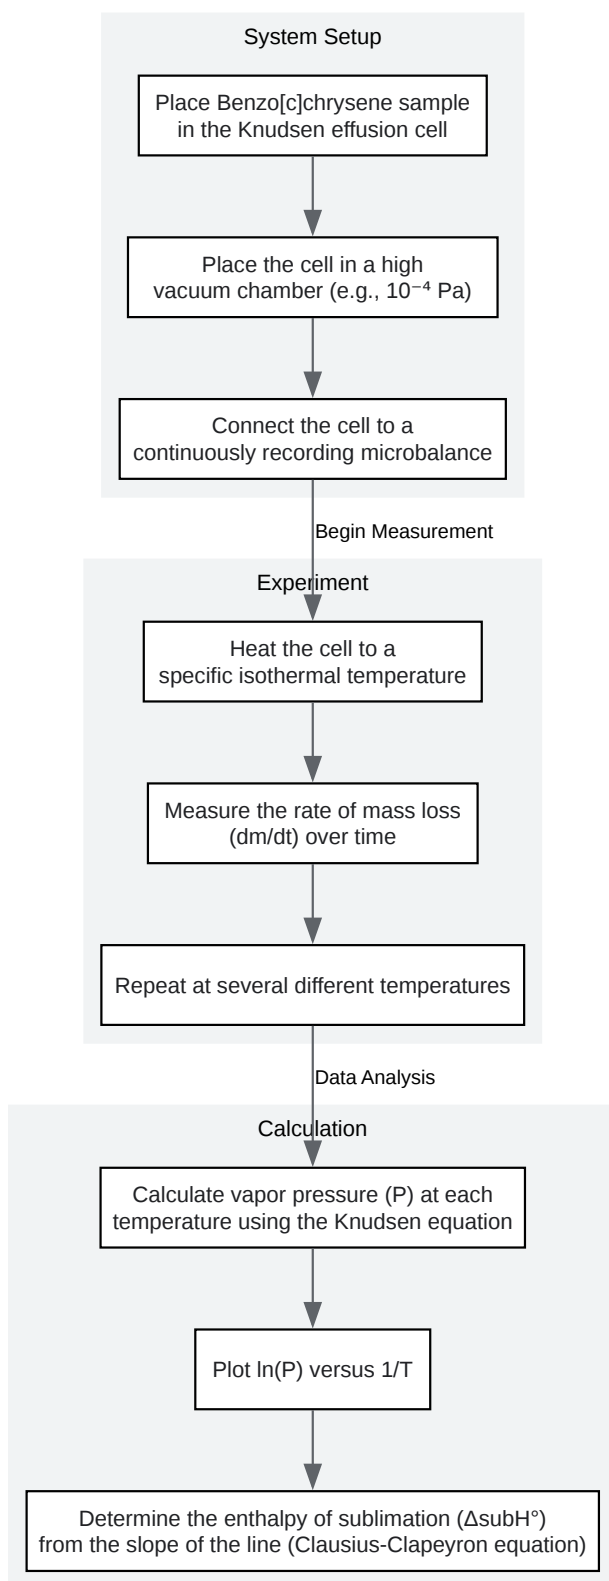 System Setup
Place Benzo[c]chrysene sample
in the Knudsen effusion cell
Place the cell in a high
vacuum chamber (e.g., 10⁻⁴ Pa)
Connect the cell to a
continuously recording microbalance
Begin Measurement
Experiment
Heat the cell to a
specific isothermal temperature
Measure the rate of mass loss
(dm/dt) over time
Repeat at several different temperatures
Data Analysis
Calculation
Calculate vapor pressure (P) at each
temperature using the Knudsen equation
Plot ln(P) versus 1/T
Determine the enthalpy of sublimation (ΔsubH°)
from the slope of the line (Clausius-Clapeyron equation)